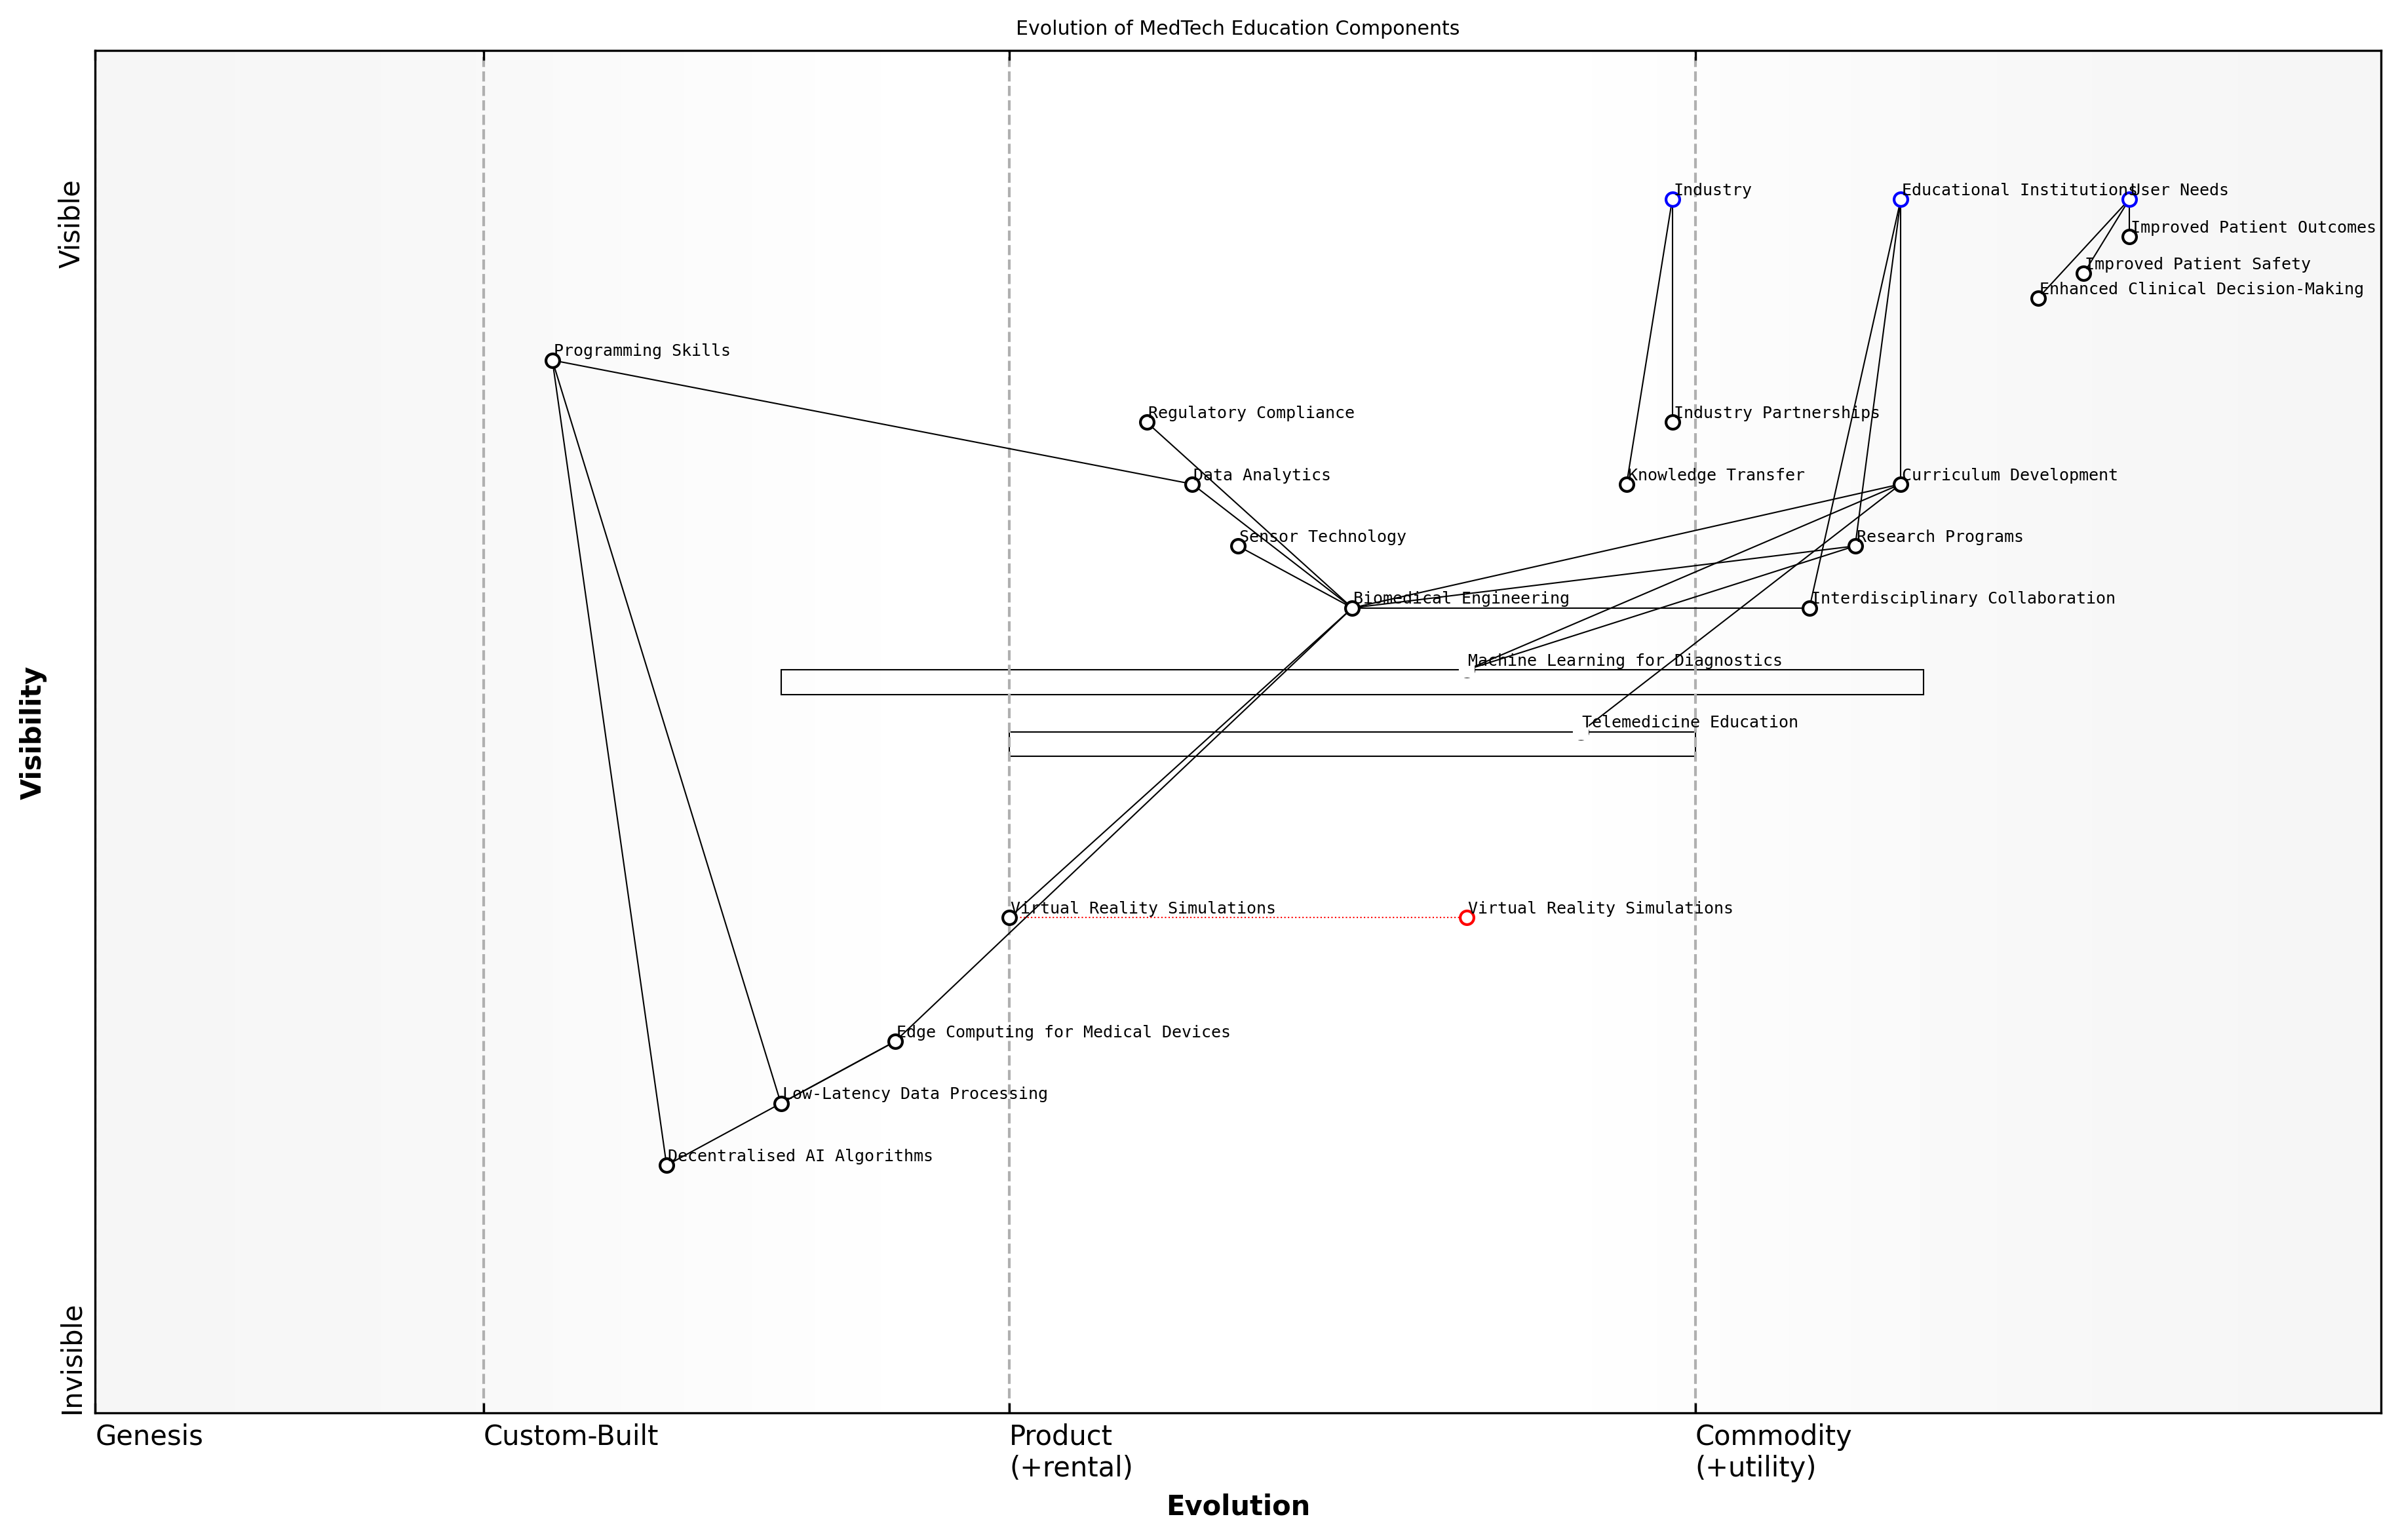 Evolution of MedTech Education Components
Visible
Visibility
Invisible
Industry
Educational Institutions
User Needs
Improved Patient Outcomes
Improved Patient Safety
Enhanced Clinical Decision-Making
Programming Skills
Regulatory Compliance
Industry Partnerships
Data Analytics
Knowledge Transfer
Curriculum Development
Sensor Technology
Research Programs
Biomedical Engineering
Interdisciplinary Collaboration
Machine Learning for Diagnostics
Telemedicine Education
Virtual Reality Simulations
Virtual Reality Simulations
Edge Computing for Medical Devices
Low-Latency Data Processing
Decentralised AI Algorithms
Genesis
Custom-Built
Product
(+rental)
Commodity
(+utility)
Evolution